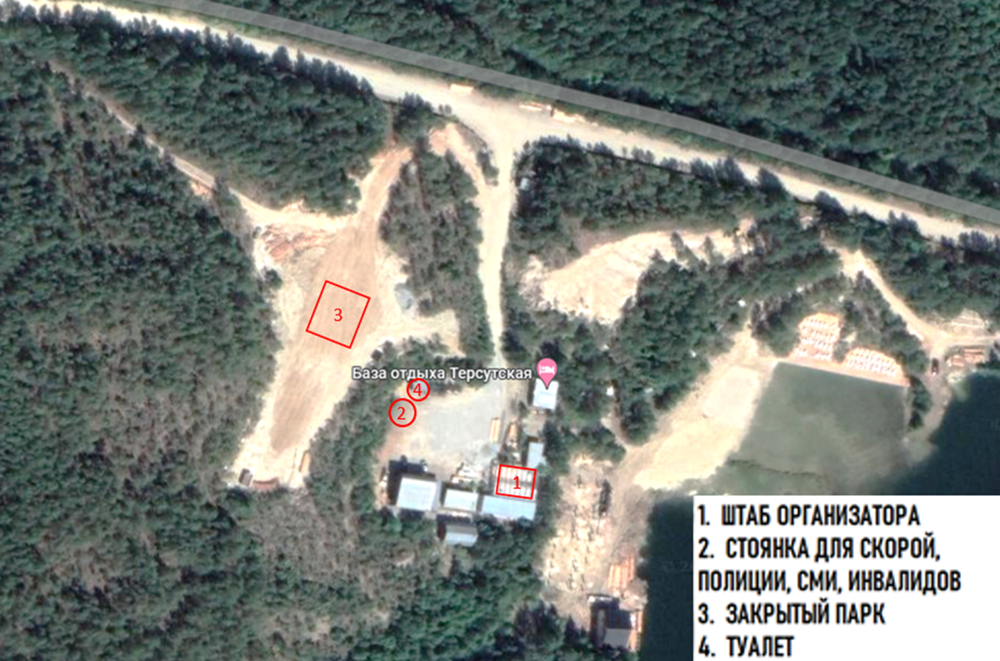 3
База отдыха Терсутская
4
2
1
1. ШТАБ ОРГАНИЗАТОРА
2. СТОЯНКА ДЛЯ СКОРОЙ,
ПОЛИЦИИ, СМИ, ИНВАЛИДОВ
3. ЗАКРЫТЫЙ ПАРК
4. ТУАЛЕТ